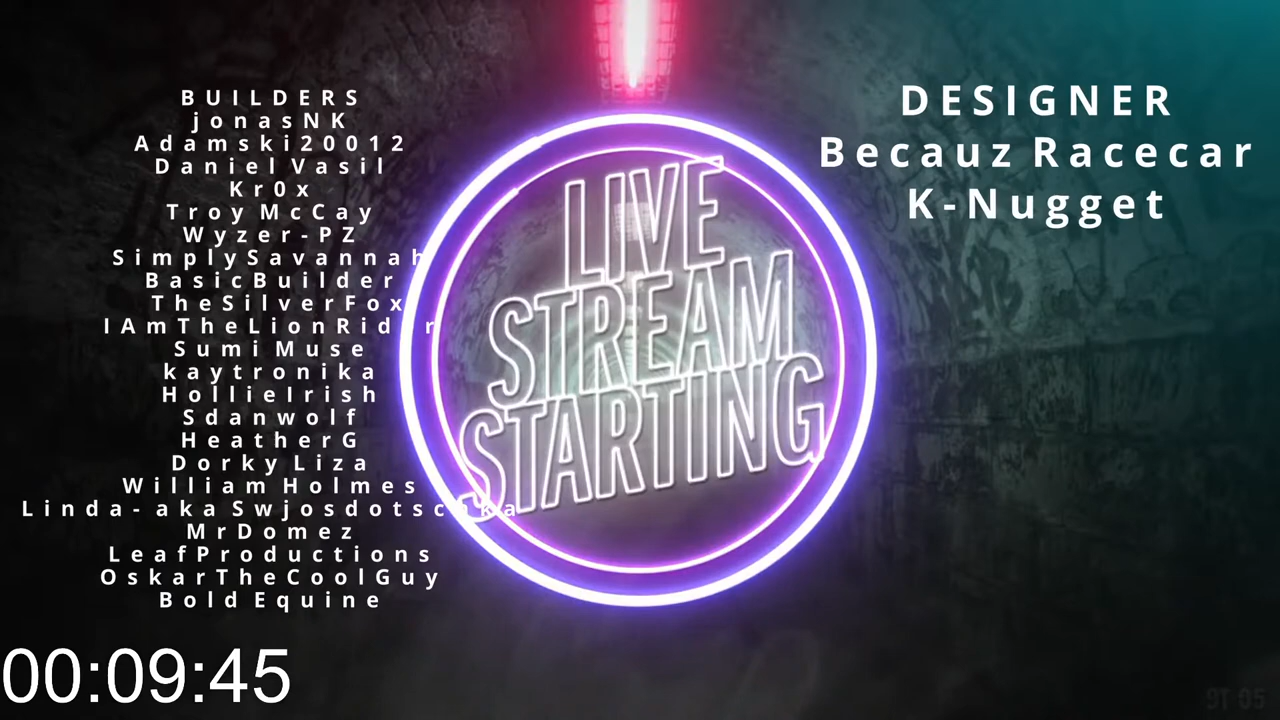 BUILDERS
jonasNK
Adamski20012
Daniel Vasil
Kr0x
Troy McCay
Wyzer-PZ
SimplySavannah
BasicBuilder
TheSilverFox
IAmTheLionRider
Sumi Muse
kaytronika
HollieIrish
Sdanwolf
HeatherG
Dorky Liza
William Holmes
Linda- aka Swjosdotschka
MrDomez
LeafProductions
OskarTheCoolGuy
Bold Equine
LIVE
STREAM
STARTING
DESIGNER
Becauz Racecar
K-Nugget
00:09:45